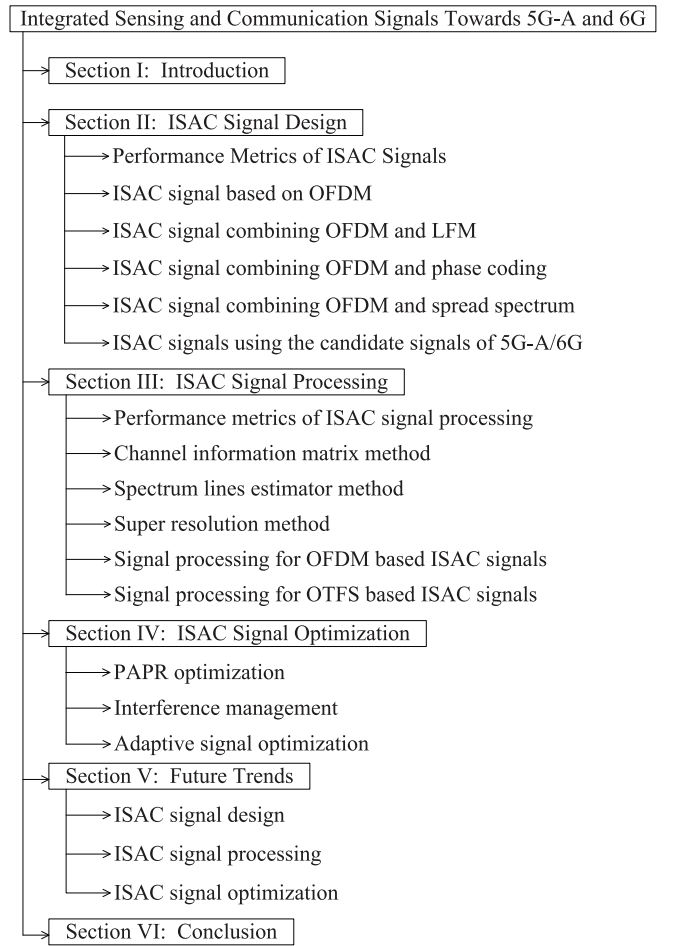 Integrated Sensing and Communication Signals Towards 5G-A and 6G
Section I: Introduction
Section II: ISAC Signal Design
Performance Metrics of ISAC Signals
ISAC signal based on OFDM
ISAC signal combining OFDM and LFM
ISAC signal combining OFDM and phase coding
ISAC signal combining OFDM and spread spectrum
ISAC signals using the candidate signals of 5G-A/6G
Section III: ISAC Signal Processing
Performance metrics of ISAC signal processing
Channel information matrix method
Spectrum lines estimator method
Super resolution method
Signal processing for OFDM based ISAC signals
Signal processing for OTFS based ISAC signals
Section IV: ISAC Signal Optimization
PAPR optimization
Interference management
Adaptive signal optimization
Section V: Future Trends
ISAC signal design
ISAC signal processing
ISAC signal optimization
Section VI: Conclusion